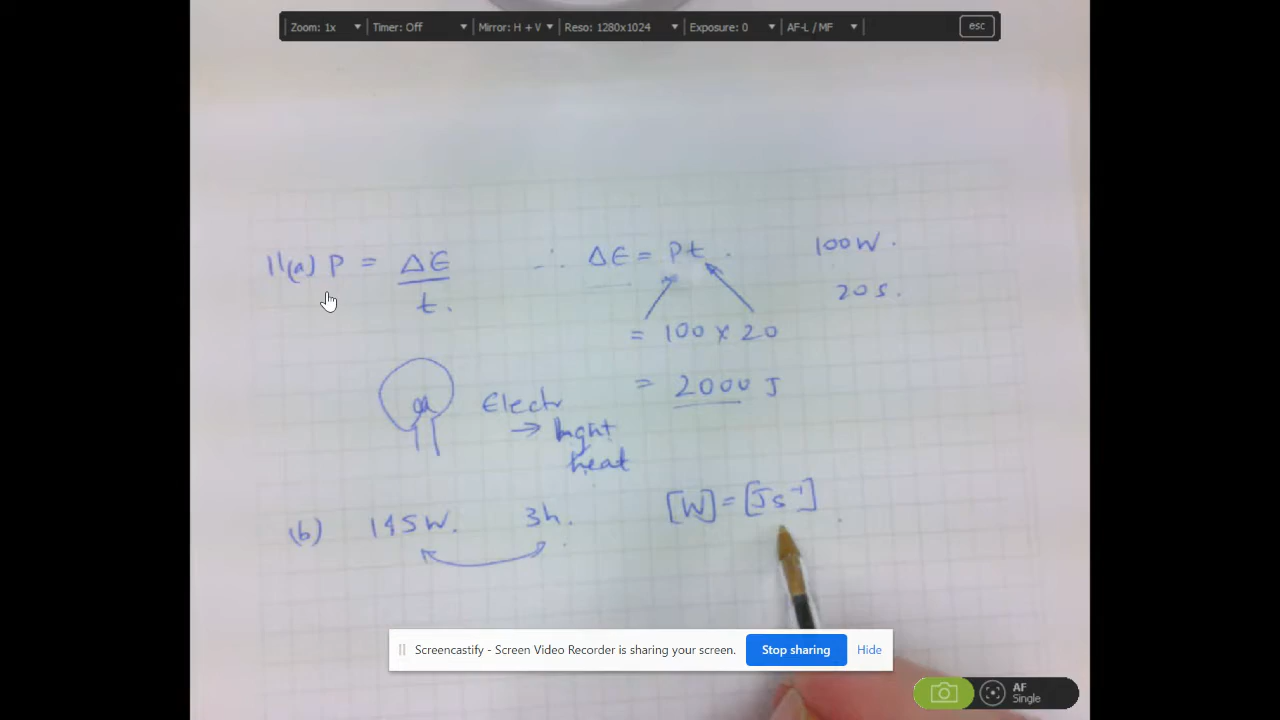 Zoom: 1x Timer: Off Mirror: H + V Reso: 1280x1024 Exposure: 0 AF-L / MF esc
11(a) P = ΔE / t. ∴ ΔE = Pt. 100W.
20s.
= 100 x 20
= 2000 J
Electr
→ light
heat
(b) 145W. 3h. [W] = [Js⁻¹]
Screencastify - Screen Video Recorder is sharing your screen. Stop sharing Hide
AF
Single